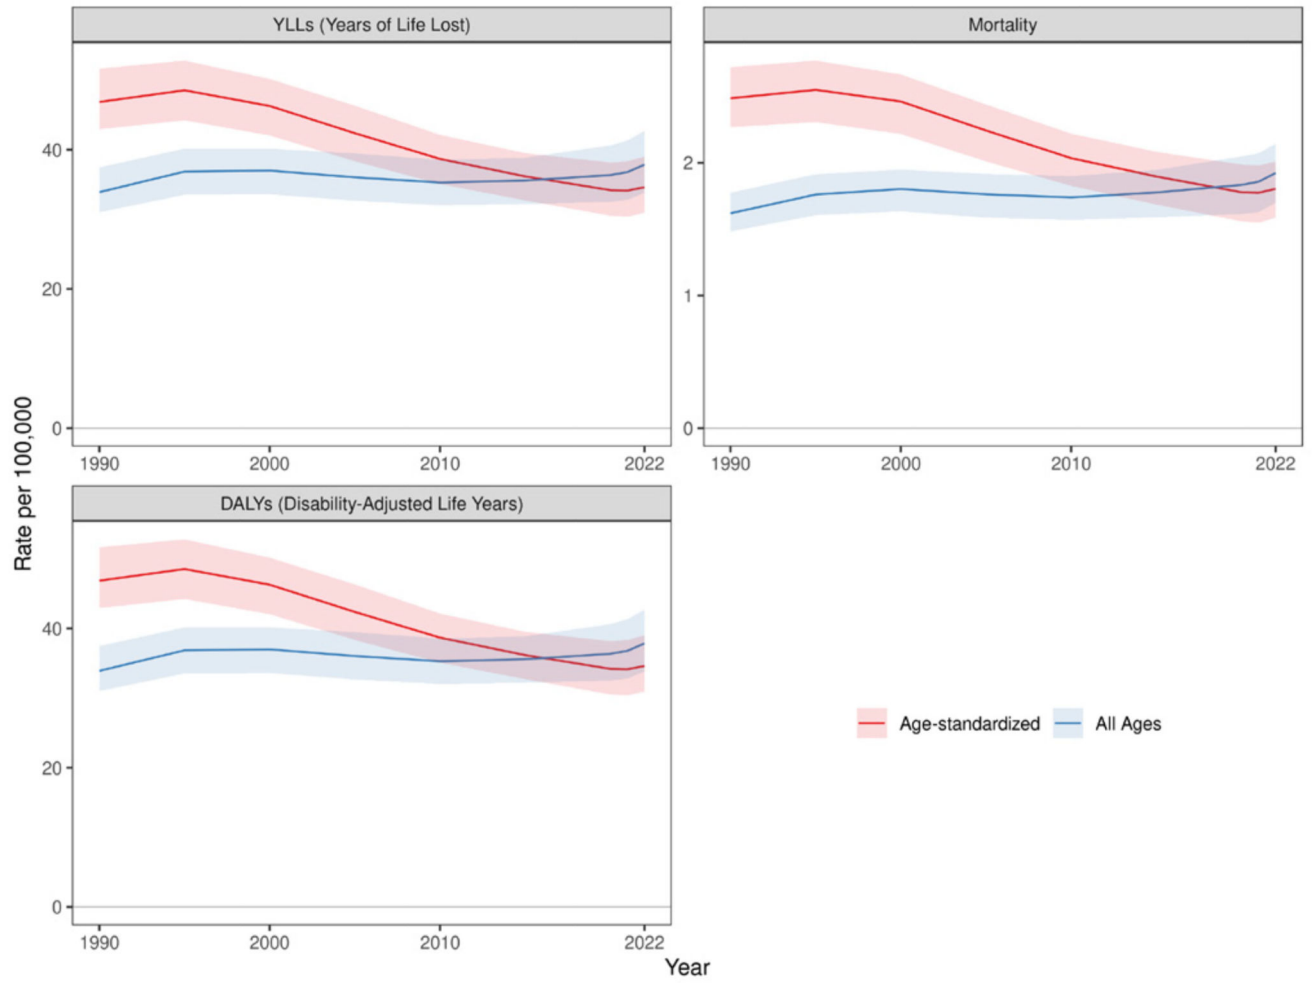 YLLs (Years of Life Lost)
Mortality
40
20
0
1990 2000 2010 2022
2
1
0
1990 2000 2010 2022
DALYs (Disability-Adjusted Life Years)
40
20
0
1990 2000 2010 2022
Rate per 100,000
Year
Age-standardized All Ages